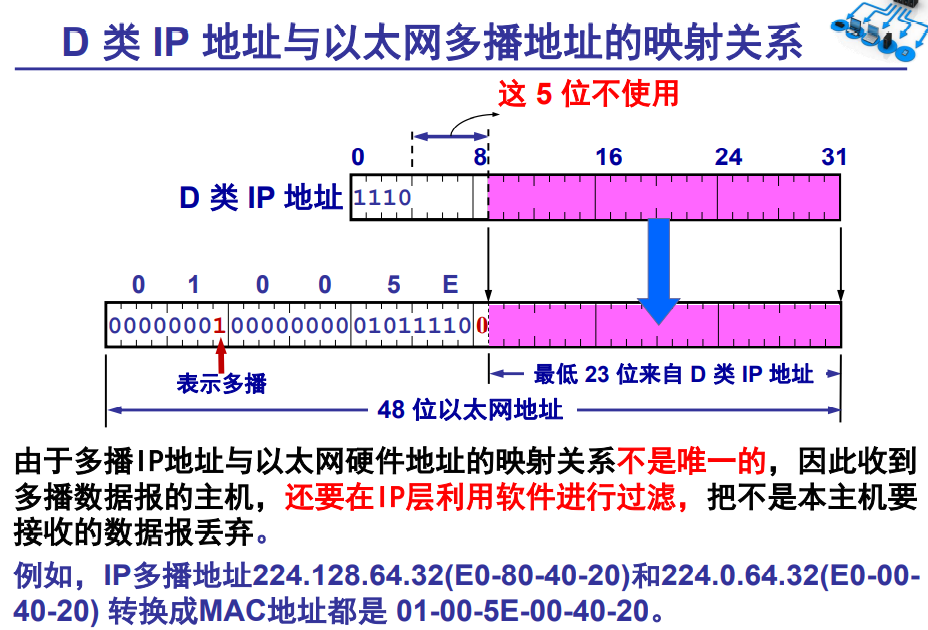 D 类 IP 地址与以太网多播地址的映射关系
这 5 位不使用
0 8 16 24 31
D 类 IP 地址 1110
0 1 0 0 5 E
00000001 00000000 01011110 0
表示多播
最低 23 位来自 D 类 IP 地址
48 位以太网地址
由于多播IP地址与以太网硬件地址的映射关系不是唯一的，因此收到
多播数据报的主机，还要在IP层利用软件进行过滤，把不是本主机要
接收的数据报丢弃。
例如，IP多播地址224.128.64.32(E0-80-40-20)和224.0.64.32(E0-00-
40-20) 转换成MAC地址都是 01-00-5E-00-40-20。